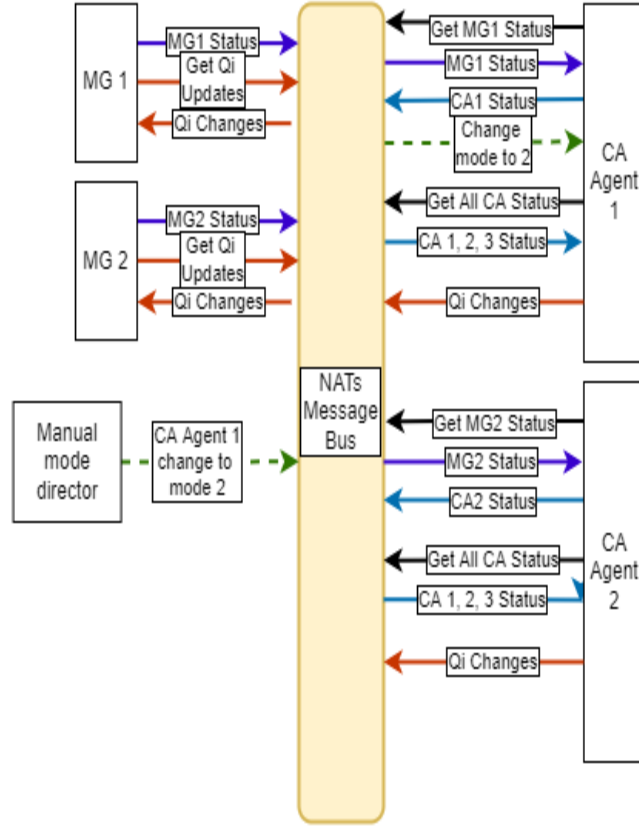 MG 1
MG1 Status
Get Qi
Updates
Qi Changes
MG 2
MG2 Status
Get Qi
Updates
Qi Changes
Manual
mode
director
CA Agent 1
change to
mode 2
NATs
Message
Bus
Get MG1 Status
MG1 Status
CA1 Status
Change
mode to 2
Get All CA Status
CA 1, 2, 3 Status
Qi Changes
CA
Agent
1
Get MG2 Status
MG2 Status
CA2 Status
Get All CA Status
CA 1, 2, 3 Status
Qi Changes
CA
Agent
2